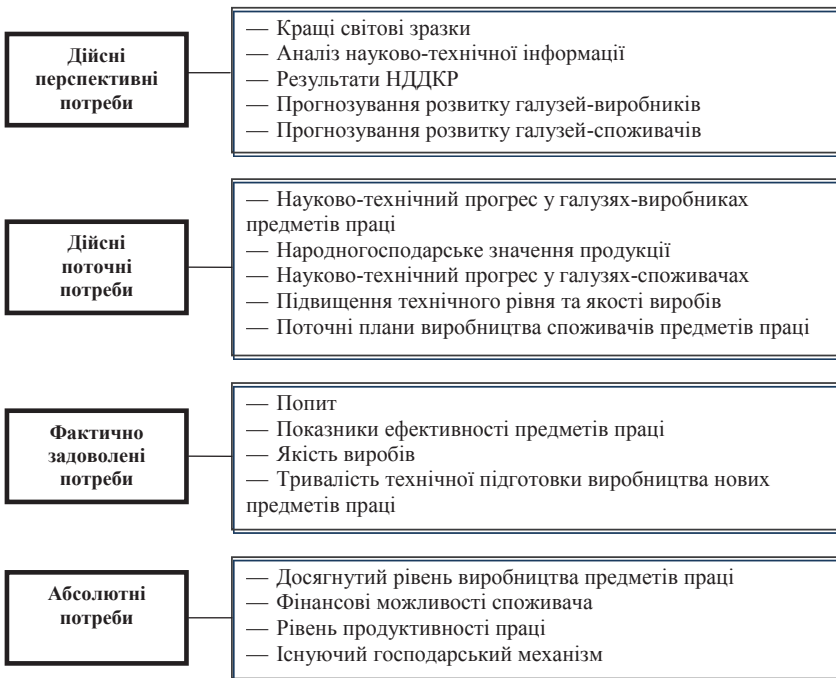 Дійсні
перспективні
потреби
— Кращі світові зразки
— Аналіз науково-технічної інформації
— Результати НДДКР
— Прогнозування розвитку галузей-виробників
— Прогнозування розвитку галузей-споживачів
Дійсні
поточні
потреби
— Науково-технічний прогрес у галузях-виробниках
предметів праці
— Народногосподарське значення продукції
— Науково-технічний прогрес у галузях-споживачах
— Підвищення технічного рівня та якості виробів
— Поточні плани виробництва споживачів предметів праці
Фактично
задоволені
потреби
— Попит
— Показники ефективності предметів праці
— Якість виробів
— Тривалість технічної підготовки виробництва нових
предметів праці
Абсолютні
потреби
— Досягнутий рівень виробництва предметів праці
— Фінансові можливості споживача
— Рівень продуктивності праці
— Існуючий господарський механізм